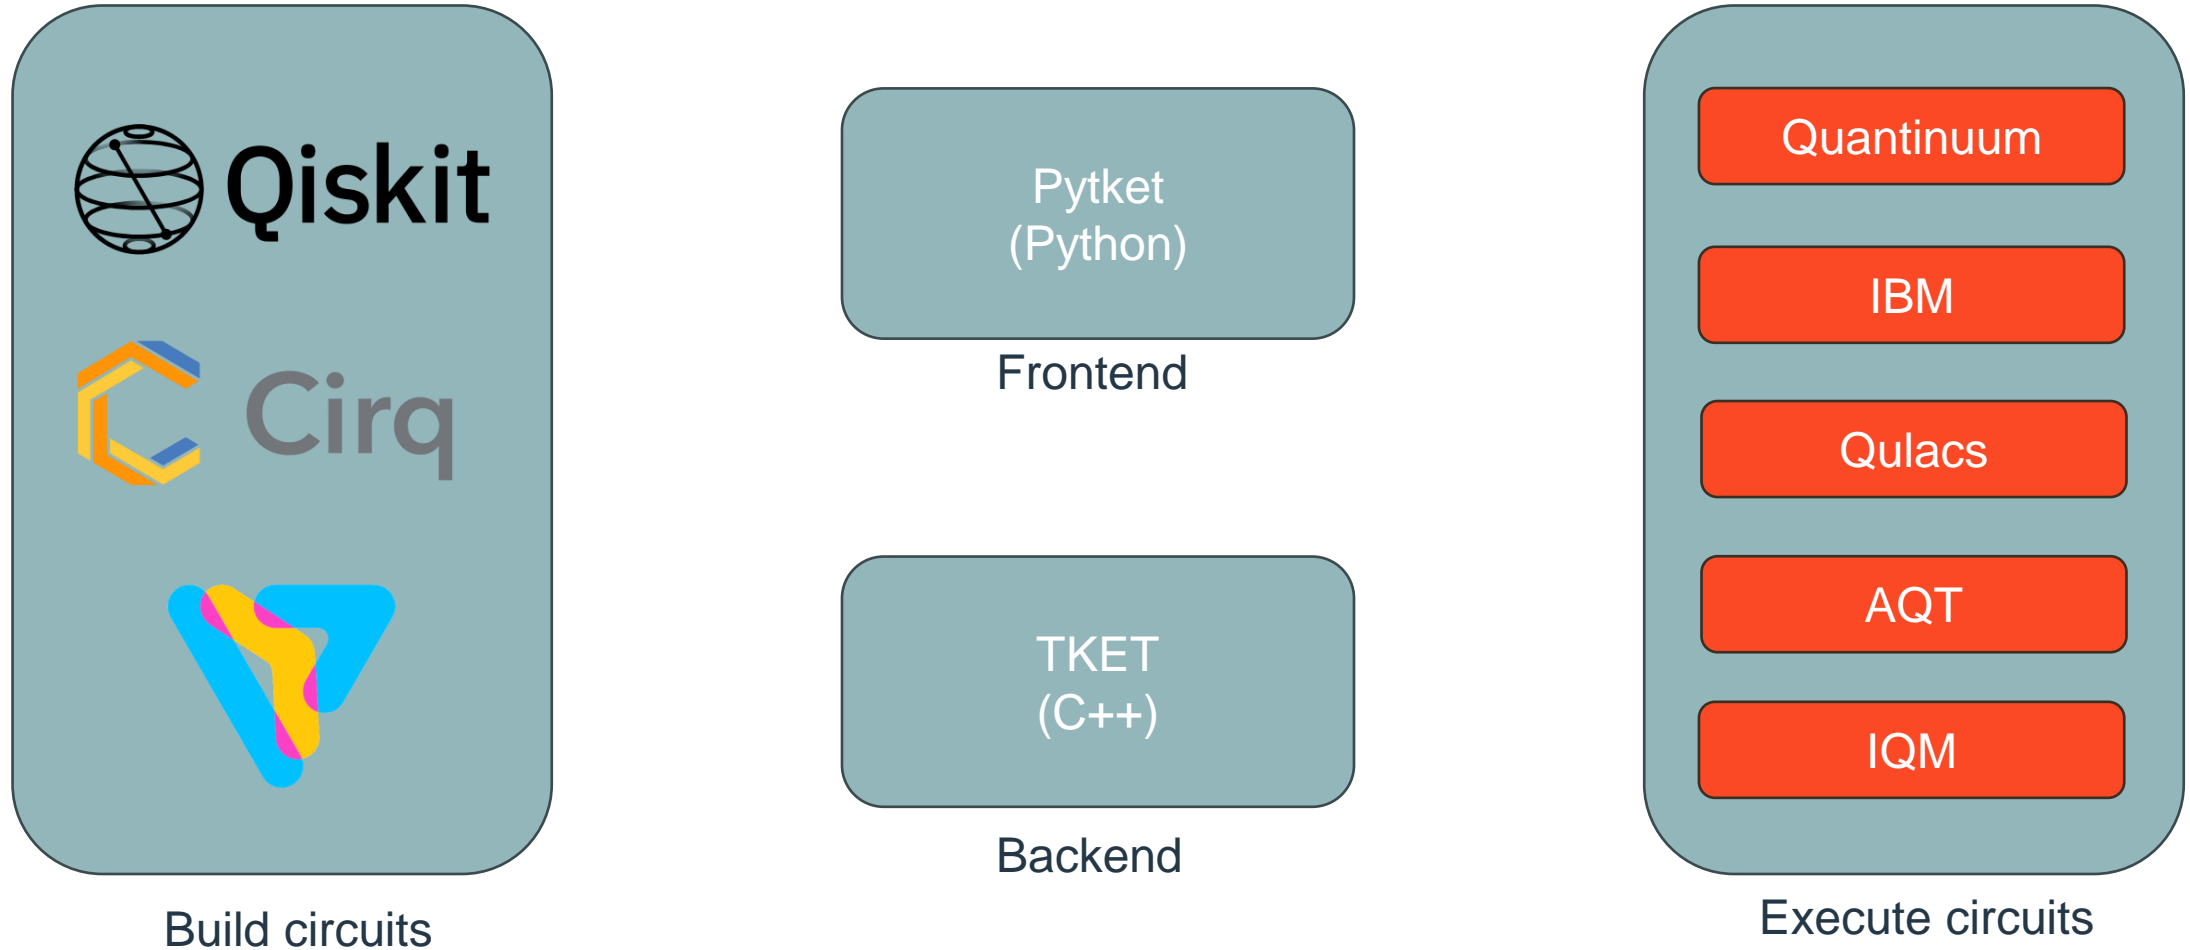 Qiskit
Cirq
Build circuits
Pytket
(Python)
Frontend
TKET
(C++)
Backend
Quantinuum
IBM
Qulacs
AQT
IQM
Execute circuits